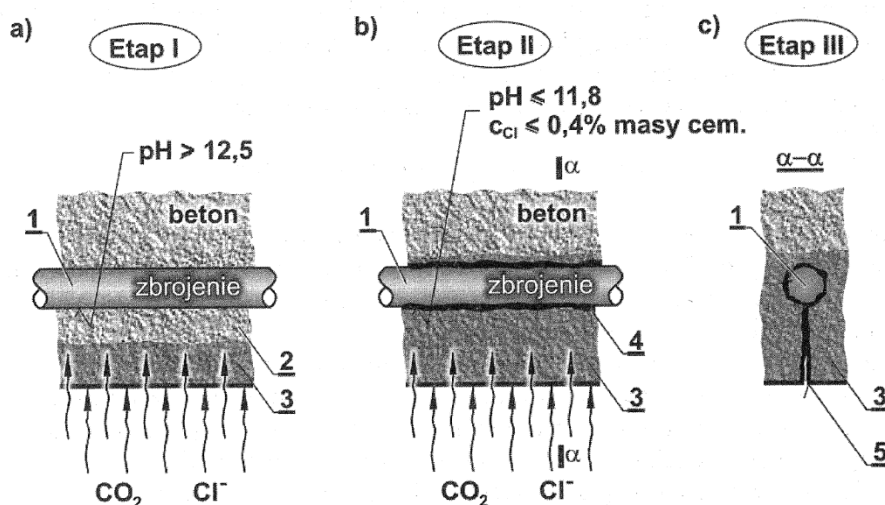 a)
Etap I
pH > 12,5
1
beton
zbrojenie
2
3
CO₂ Cl⁻
b)
Etap II
pH ⩽ 11,8
c_Cl ⩽ 0,4% masy cem.
α
1
beton
zbrojenie
4
3
α
CO₂ Cl⁻
c)
Etap III
α–α
1
3
5